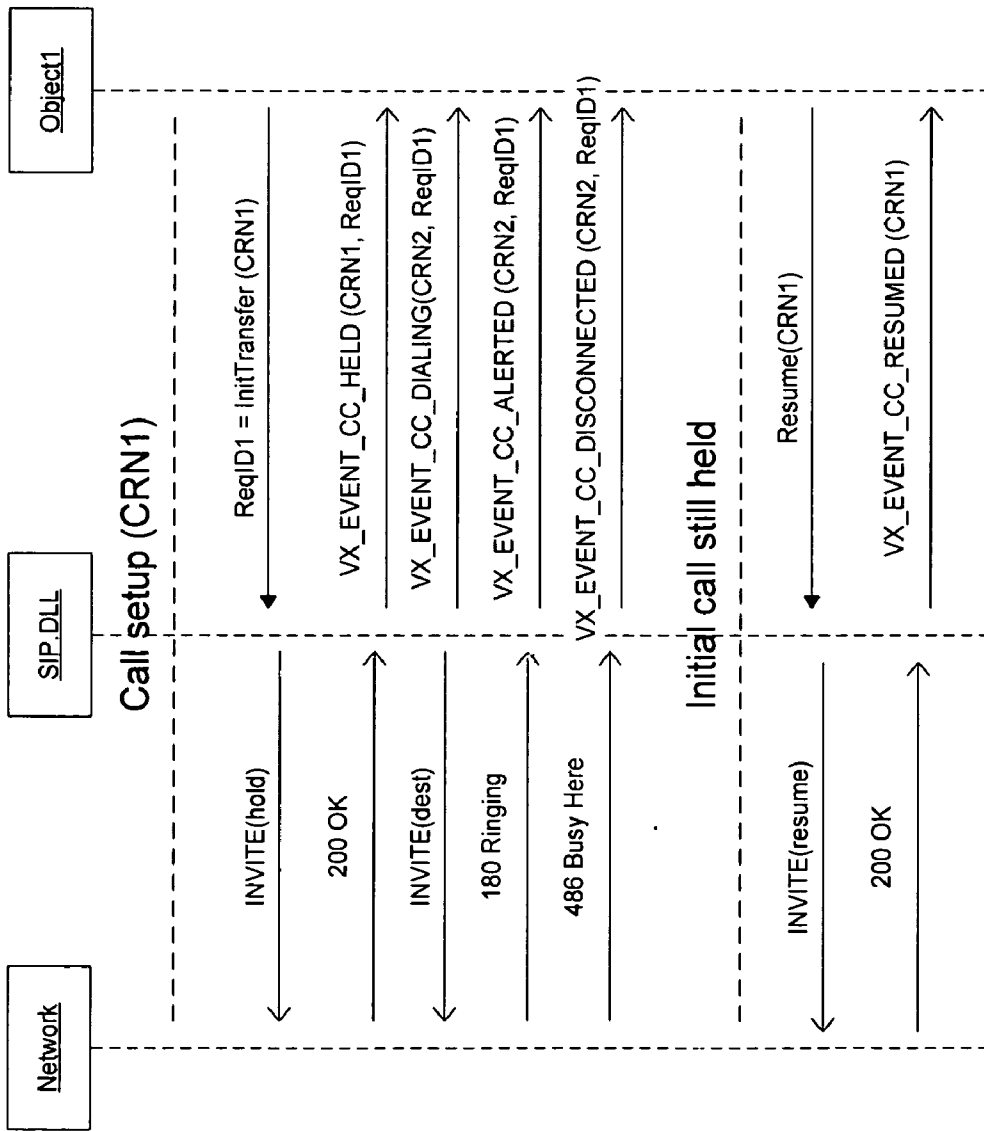 Network
SIP.DLL
Object1
Call setup (CRN1)
ReqID1 = InitTransfer (CRN1)
INVITE(hold)
200 OK
VX_EVENT_CC_HELD (CRN1, ReqID1)
INVITE(dest)
VX_EVENT_CC_DIALING(CRN2, ReqID1)
180 Ringing
VX_EVENT_CC_ALERTED (CRN2, ReqID1)
486 Busy Here
VX_EVENT_CC_DISCONNECTED (CRN2, ReqID1)
Initial call still held
Resume(CRN1)
INVITE(resume)
200 OK
VX_EVENT_CC_RESUMED (CRN1)